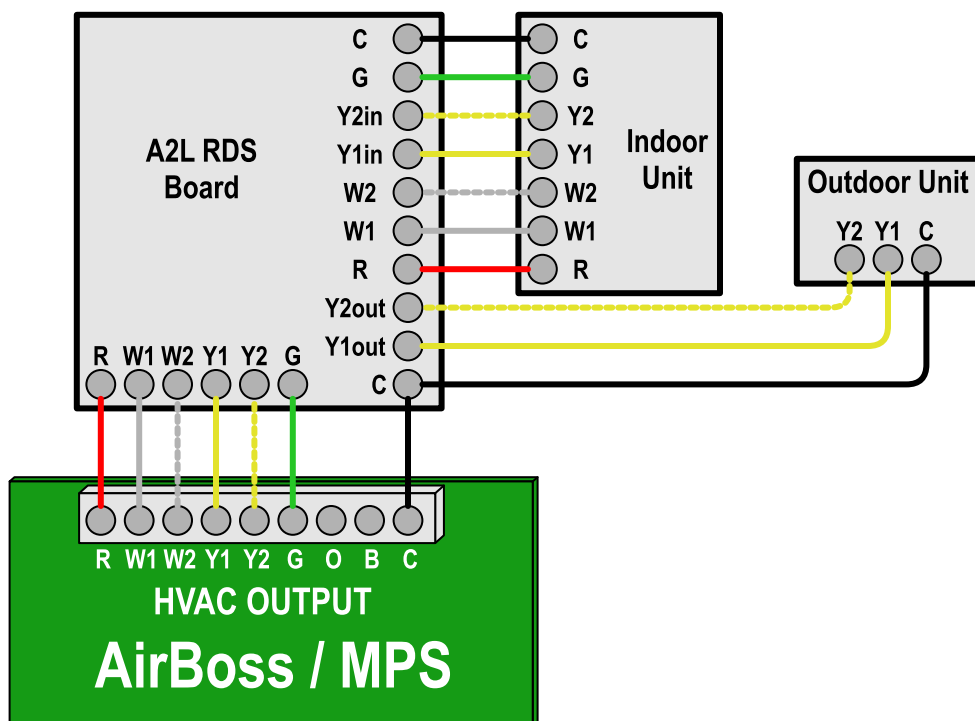 C
G
Y2in
Y1in
W2
W1
R
Y2out
Y1out
C
A2L RDS
Board
R W1 W2 Y1 Y2 G
C
G
Y2
Y1
W2
W1
R
Indoor
Unit
Outdoor Unit
Y2 Y1 C
R W1 W2 Y1 Y2 G O B C
HVAC OUTPUT
AirBoss / MPS